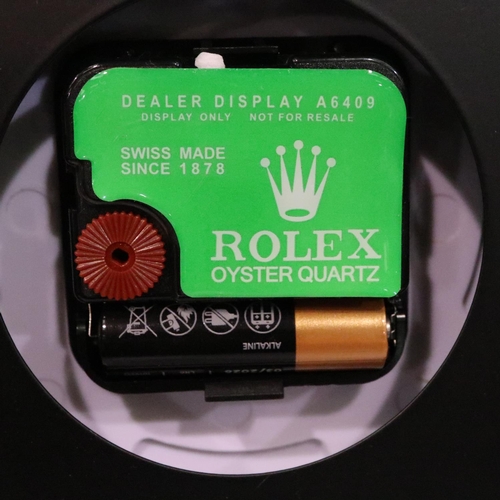 DEALER DISPLAY A6409
DISPLAY ONLY NOT FOR RESALE
SWISS MADE
SINCE 1878
ROLEX
OYSTER QUARTZ
ALKALINE